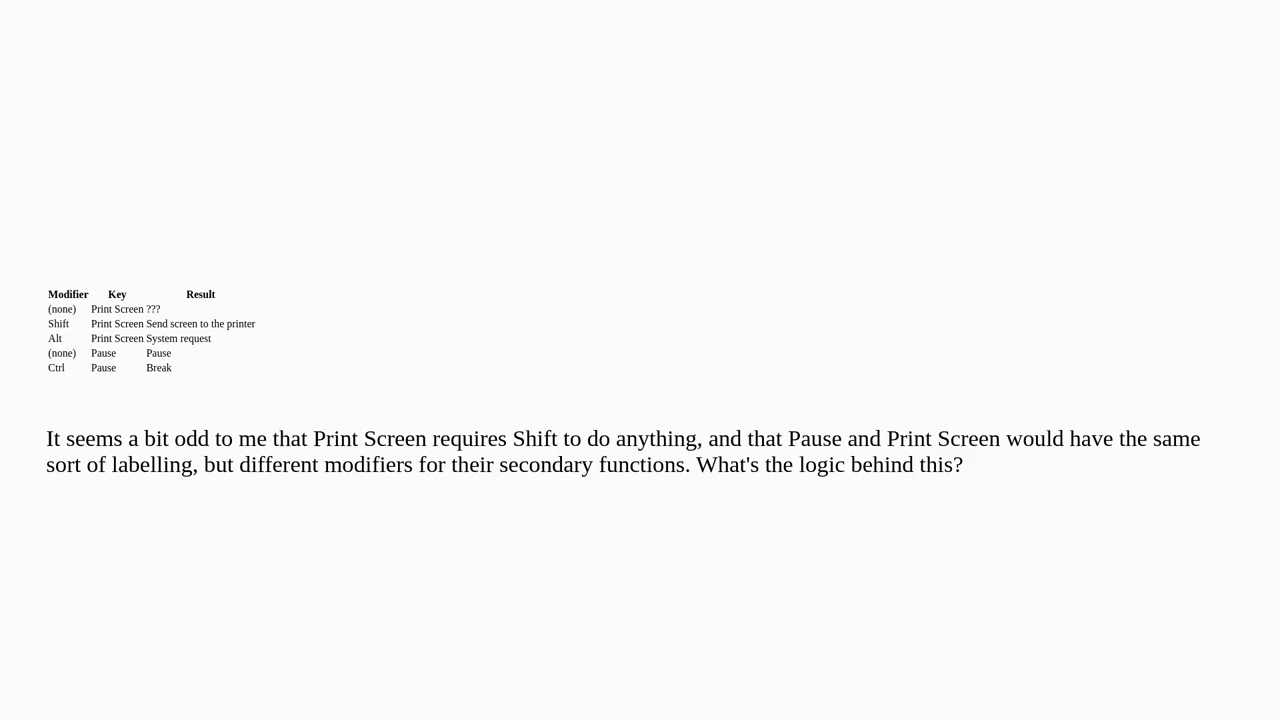 Modifier Key Result
(none) Print Screen ???
Shift Print Screen Send screen to the printer
Alt Print Screen System request
(none) Pause Pause
Ctrl Pause Break
It seems a bit odd to me that Print Screen requires Shift to do anything, and that Pause and Print Screen would have the same
sort of labelling, but different modifiers for their secondary functions. What's the logic behind this?